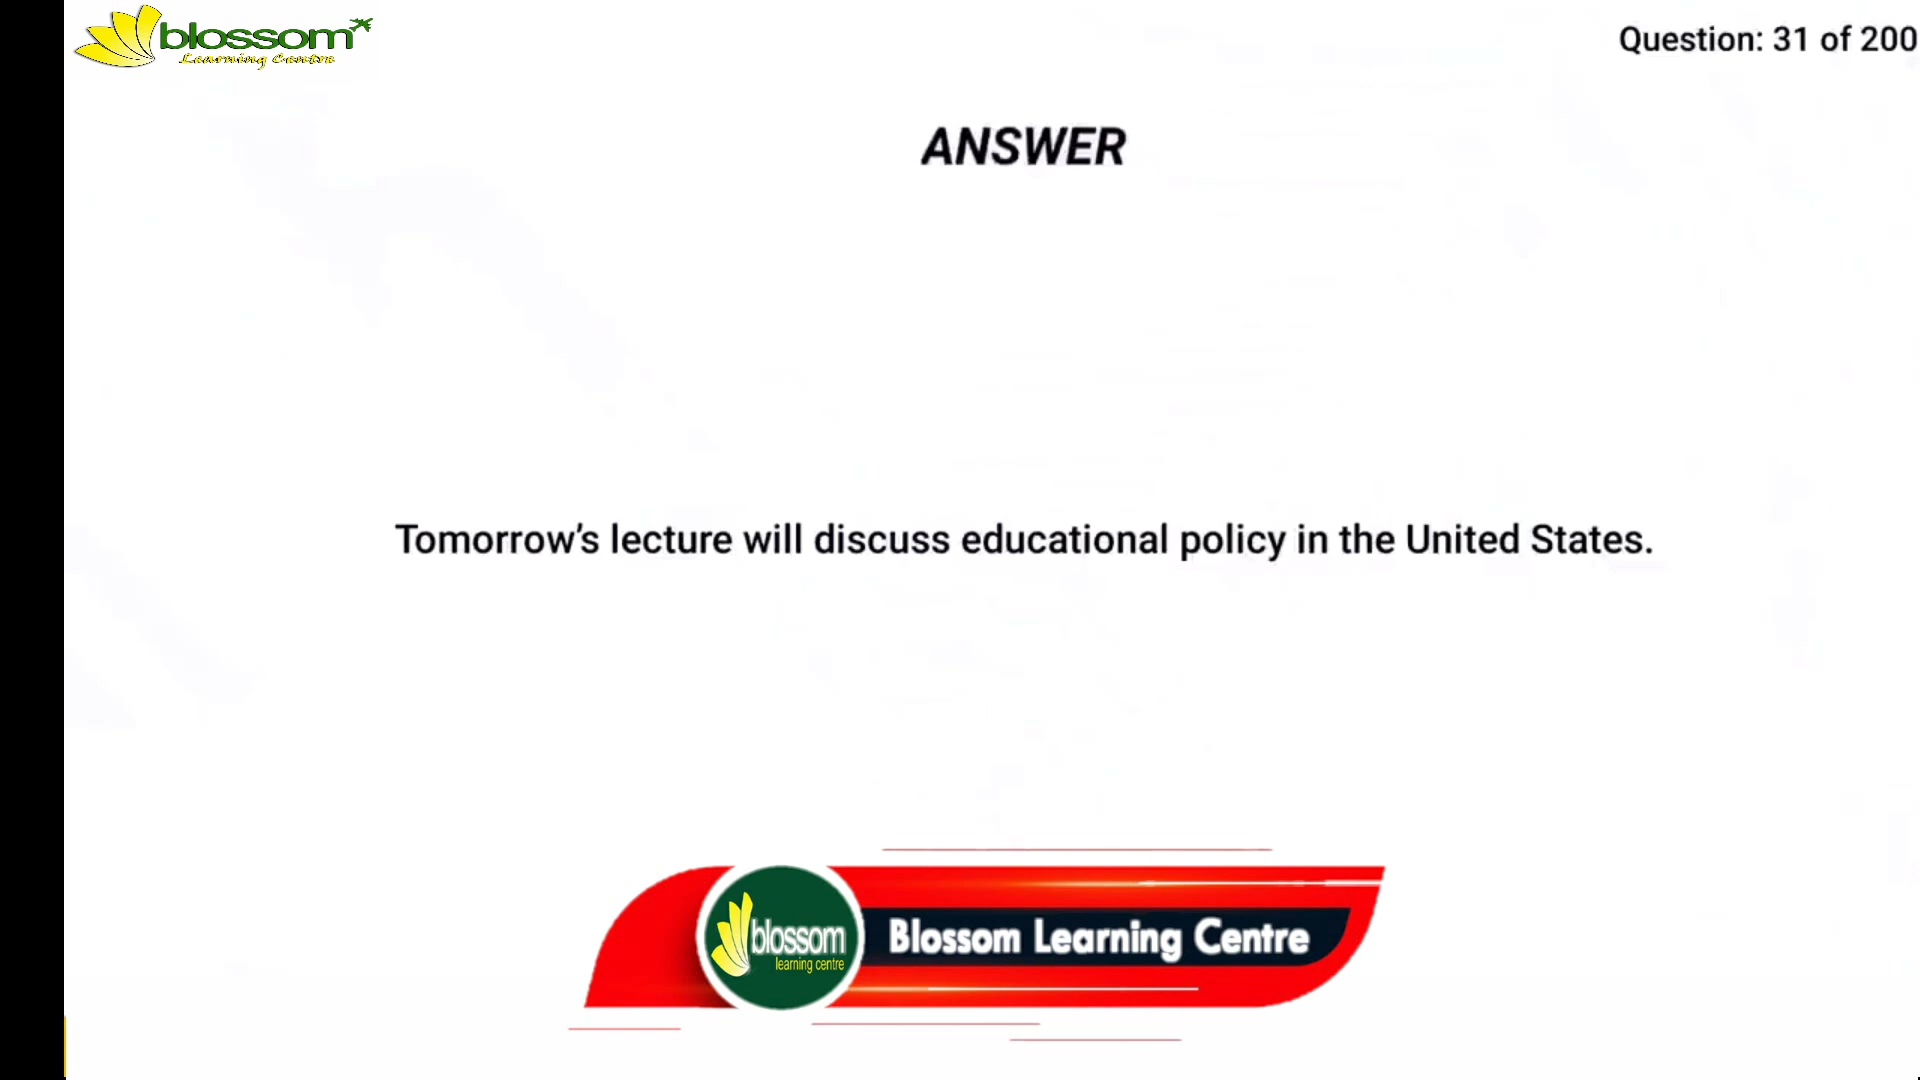 blossom
Learning Centre
Question: 31 of 200
ANSWER
Tomorrow’s lecture will discuss educational policy in the United States.
blossom
learning centre
Blossom Learning Centre